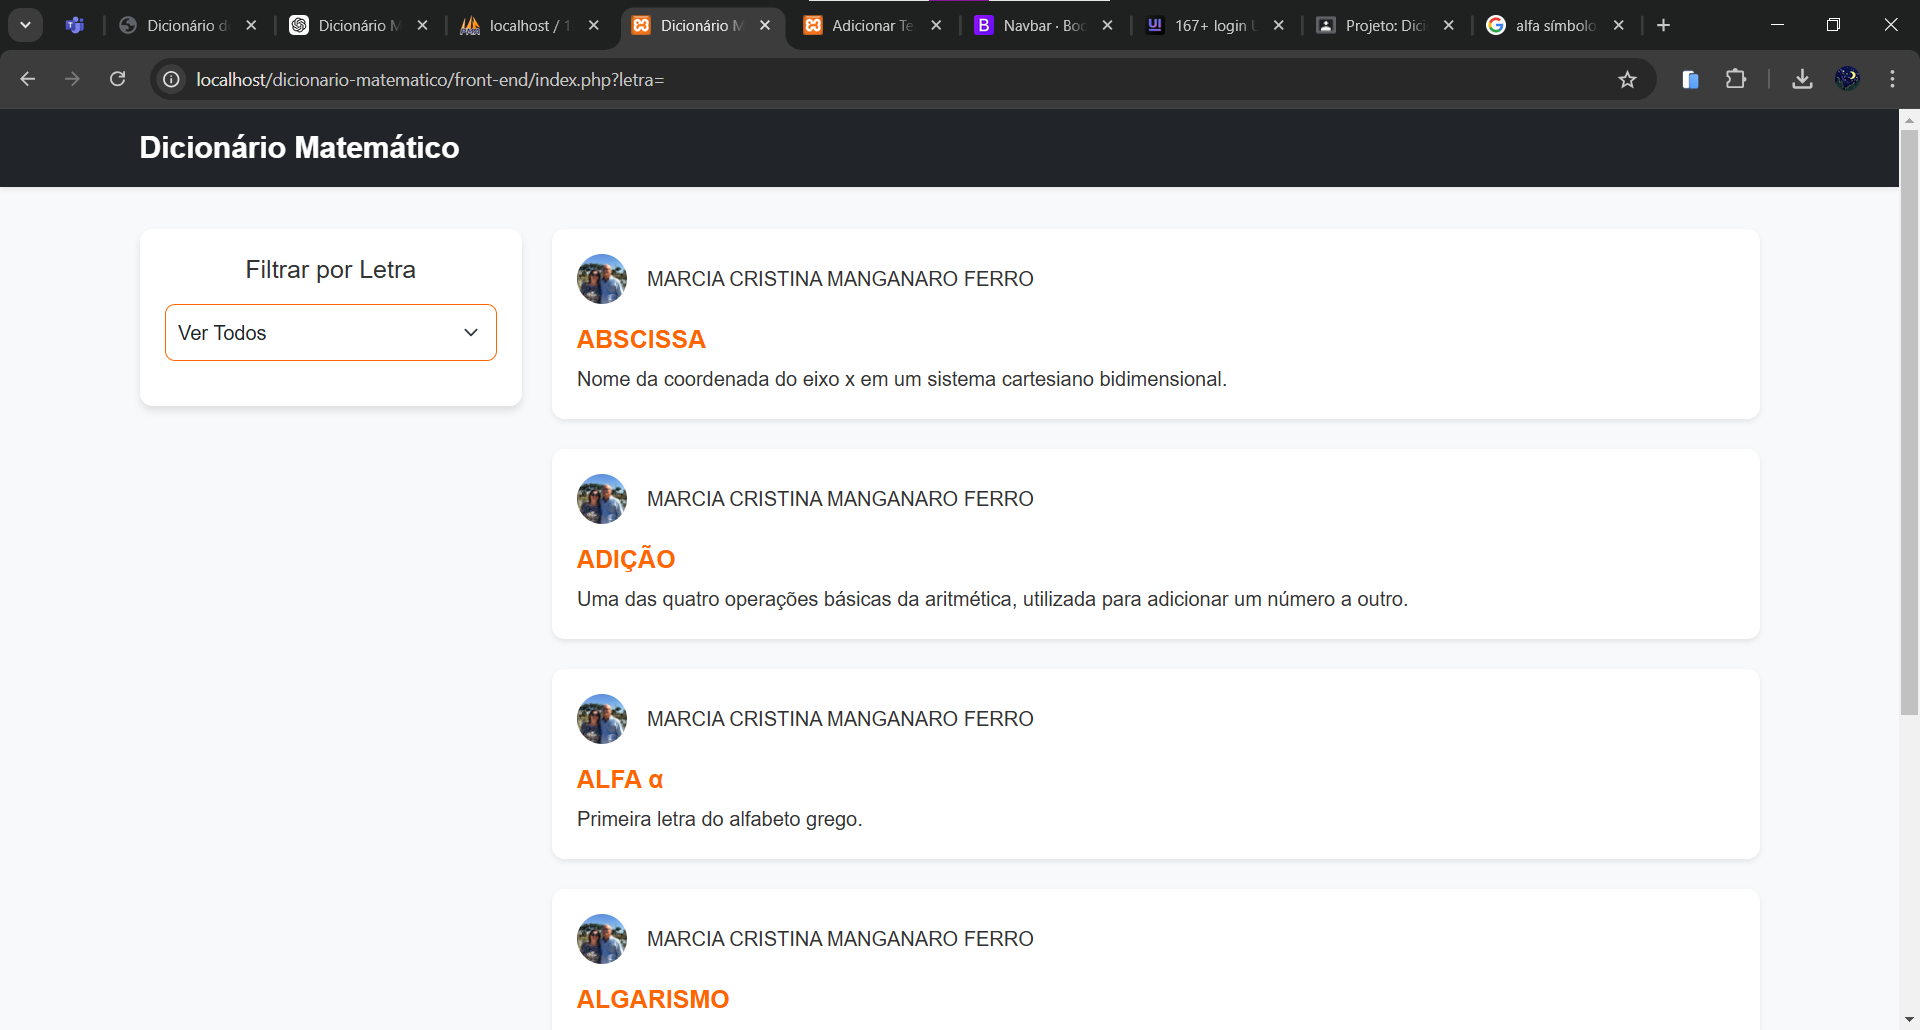 Dicionário d
Dicionário M
localhost / 1
Dicionário M
Adicionar Te
Navbar · Boo
167+ login U
Projeto: Dici
alfa símbolo
localhost/dicionario-matematico/front-end/index.php?letra=
Dicionário Matemático
Filtrar por Letra
Ver Todos
MARCIA CRISTINA MANGANARO FERRO
ABSCISSA
Nome da coordenada do eixo x em um sistema cartesiano bidimensional.
MARCIA CRISTINA MANGANARO FERRO
ADIÇÃO
Uma das quatro operações básicas da aritmética, utilizada para adicionar um número a outro.
MARCIA CRISTINA MANGANARO FERRO
ALFA α
Primeira letra do alfabeto grego.
MARCIA CRISTINA MANGANARO FERRO
ALGARISMO